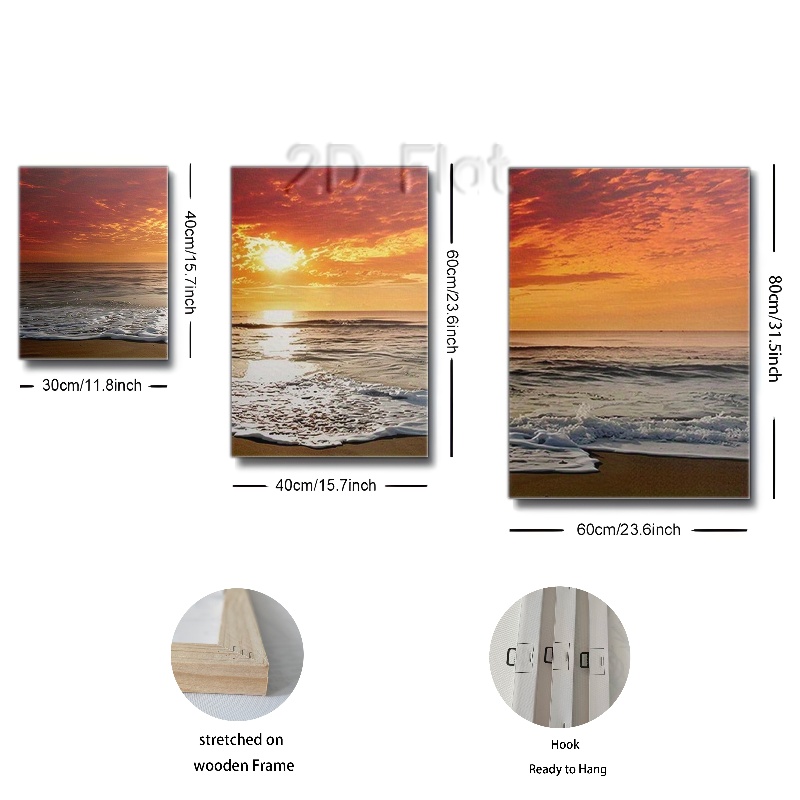 2D Flat
40cm/15.7inch
30cm/11.8inch
60cm/23.6inch
40cm/15.7inch
80cm/31.5inch
60cm/23.6inch
stretched on
wooden Frame
Hook
Ready to Hang